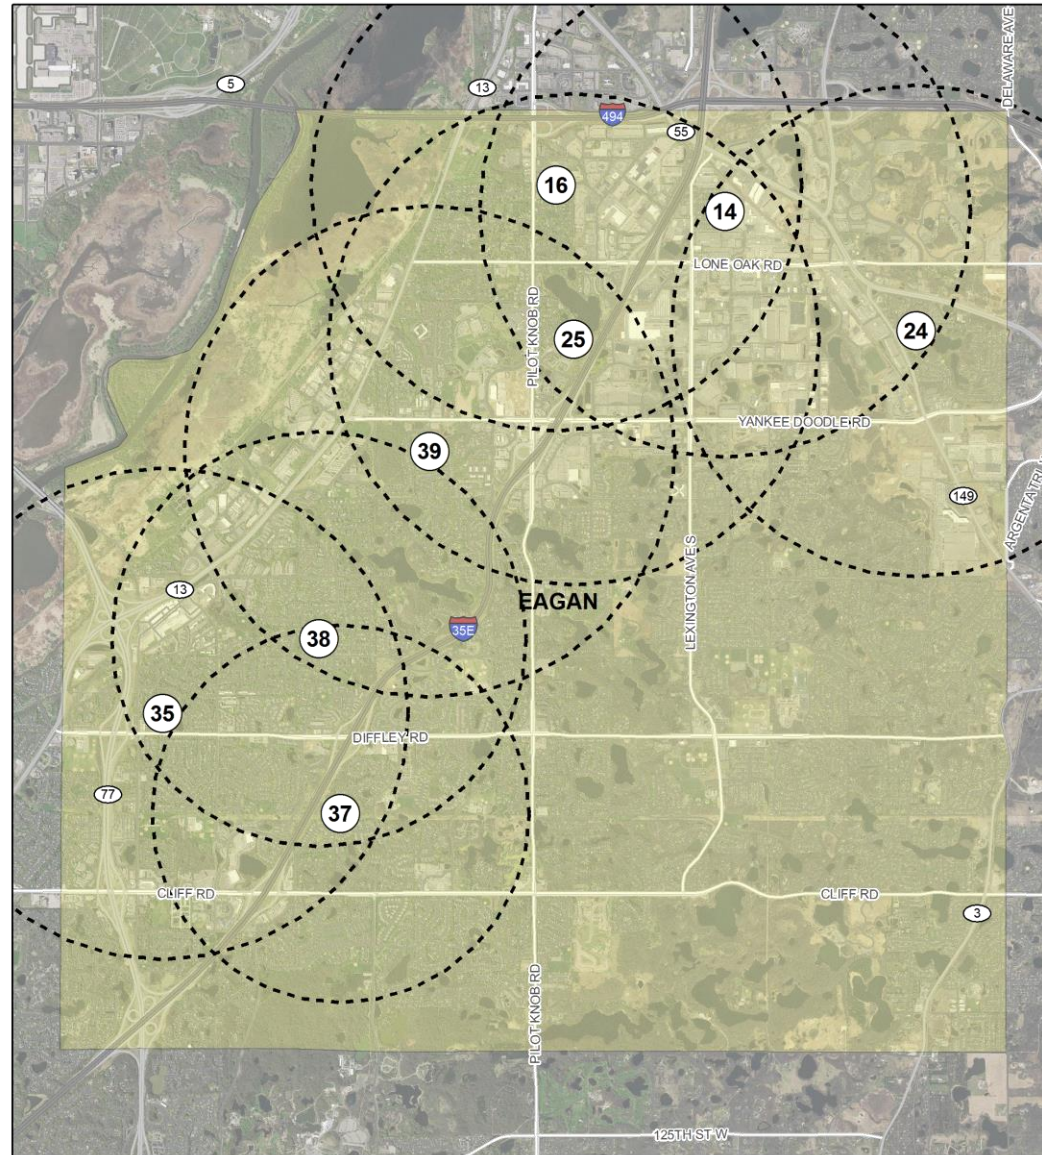 DELAWARE AVE
5
13
494
55
16
14
LONE OAK RD
PILOT KNOB RD
25
24
YANKEE DOODLE RD
39
149
ARGENTA TRL
LEXINGTON AVE S
13
EAGAN
35E
38
35
DIFFLEY RD
77
37
CLIFF RD
CLIFF RD
3
PILOT KNOB RD
125TH ST W